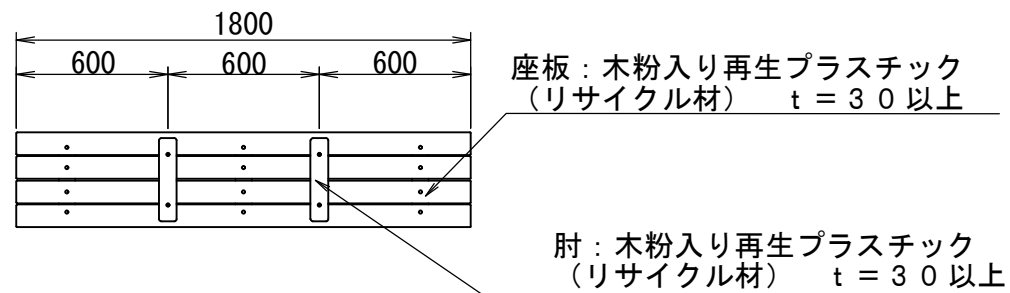 1800
600 600 600
座板：木粉入り再生プラスチック
（リサイクル材） ｔ＝３０以上
肘：木粉入り再生プラスチック
（リサイクル材） ｔ＝３０以上